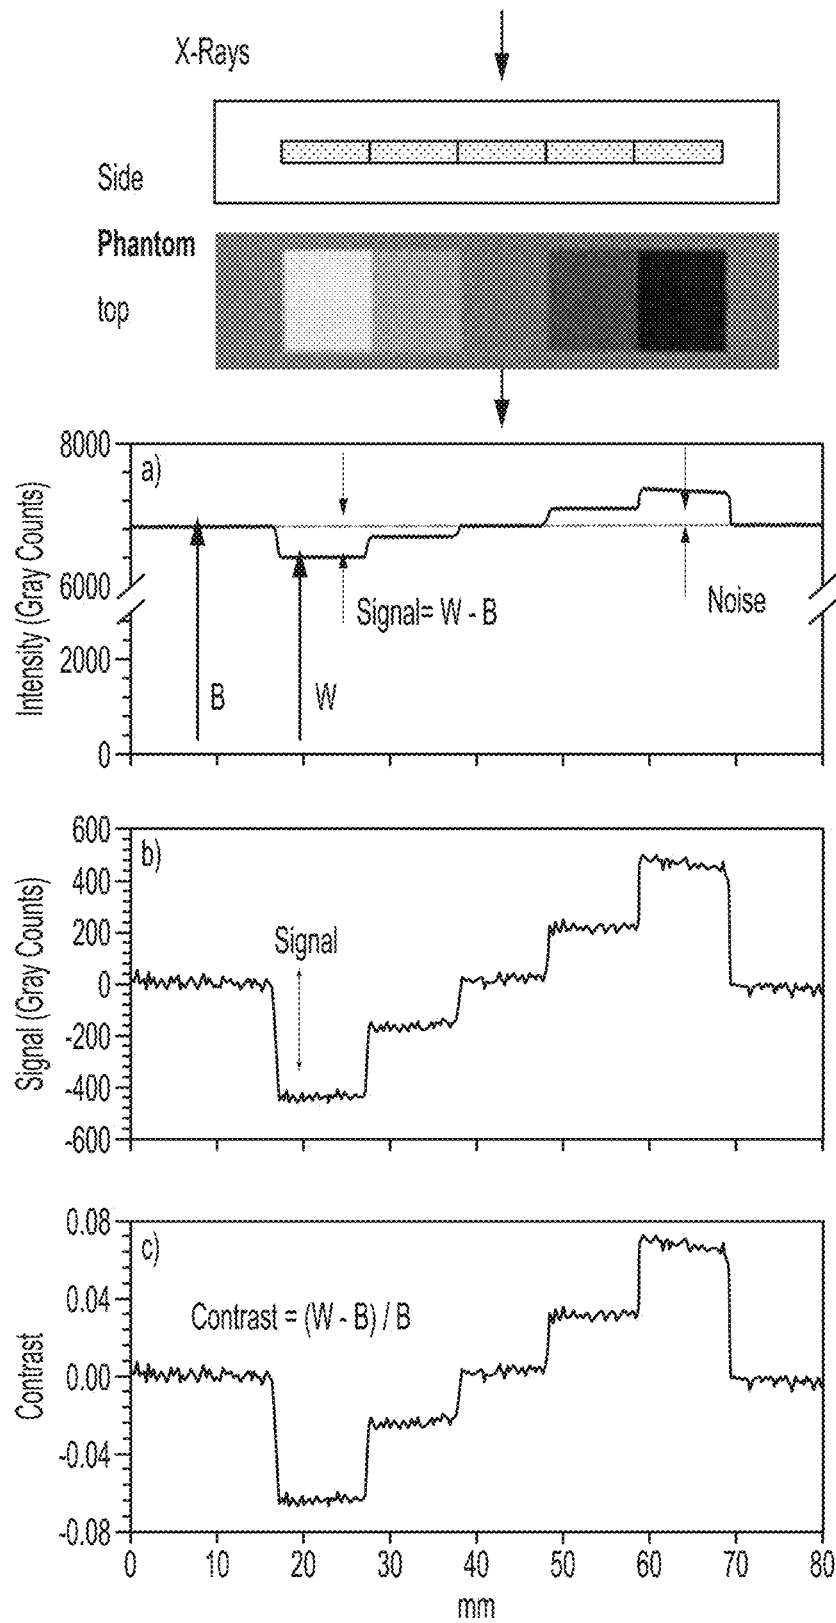 X-Rays
Side
Phantom
top
8000
a)
6000
Signal= W - B
Noise
2000
B
W
0
Intensity (Gray Counts)
600
b)
400
Signal
200
0
-200
-400
-600
Signal (Gray Counts)
0.08
c)
0.04
Contrast = (W - B) / B
0.00
-0.04
-0.08
Contrast
0 10 20 30 40 50 60 70 80
mm